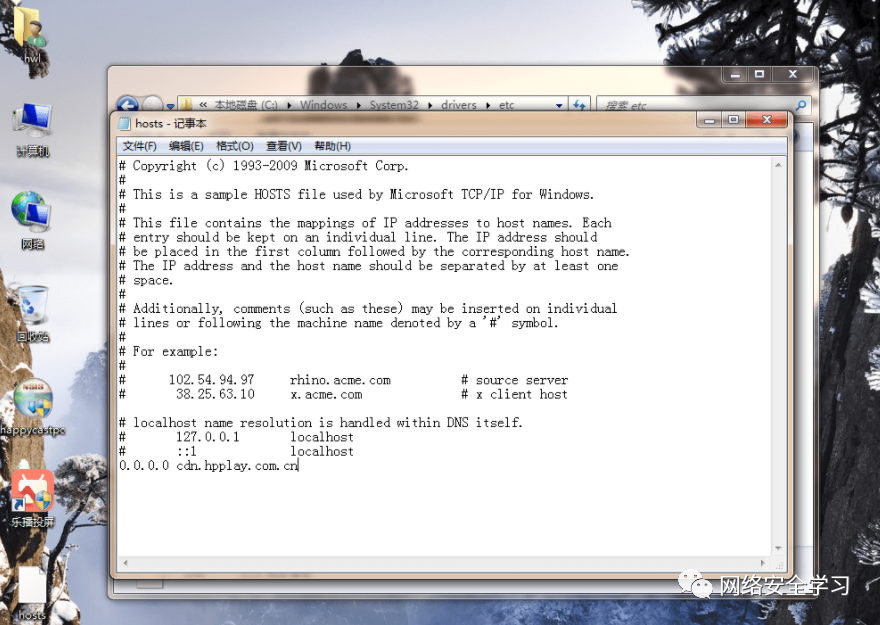 hwl
计算机
网络
回收站
happycastpc
乐播投屏
hosts
« 本地磁盘 (C:) Windows System32 drivers etc
搜索 etc
hosts - 记事本
文件(F) 编辑(E) 格式(O) 查看(V) 帮助(H)
# Copyright (c) 1993-2009 Microsoft Corp.
#
# This is a sample HOSTS file used by Microsoft TCP/IP for Windows.
#
# This file contains the mappings of IP addresses to host names. Each
# entry should be kept on an individual line. The IP address should
# be placed in the first column followed by the corresponding host name.
# The IP address and the host name should be separated by at least one
# space.
#
# Additionally, comments (such as these) may be inserted on individual
# lines or following the machine name denoted by a '#' symbol.
#
# For example:
#
#      102.54.94.97     rhino.acme.com          # source server
#       38.25.63.10     x.acme.com              # x client host
# localhost name resolution is handled within DNS itself.
#       127.0.0.1       localhost
#       ::1             localhost
0.0.0.0 cdn.hpplay.com.cn
网络安全学习